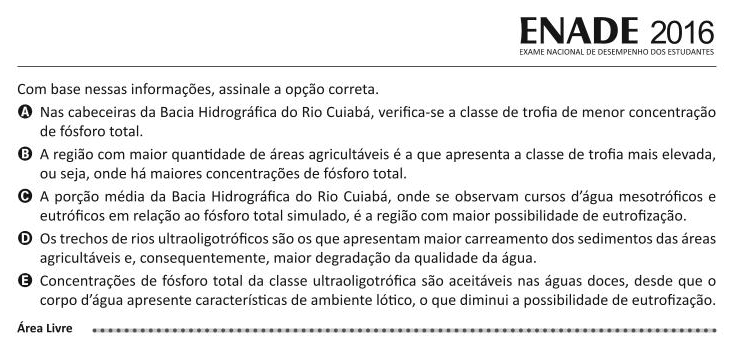 ENADE 2016
EXAME NACIONAL DE DESEMPENHO DOS ESTUDANTES
Com base nessas informações, assinale a opção correta.
A Nas cabeceiras da Bacia Hidrográfica do Rio Cuiabá, verifica-se a classe de trofia de menor concentração
de fósforo total.
B A região com maior quantidade de áreas agricultáveis é a que apresenta a classe de trofia mais elevada,
ou seja, onde há maiores concentrações de fósforo total.
C A porção média da Bacia Hidrográfica do Rio Cuiabá, onde se observam cursos d’água mesotróficos e
eutróficos em relação ao fósforo total simulado, é a região com maior possibilidade de eutrofização.
D Os trechos de rios ultraoligotróficos são os que apresentam maior carreamento dos sedimentos das áreas
agricultáveis e, consequentemente, maior degradação da qualidade da água.
E Concentrações de fósforo total da classe ultraoligotrófica são aceitáveis nas águas doces, desde que o
corpo d’água apresente características de ambiente lótico, o que diminui a possibilidade de eutrofização.
Área Livre